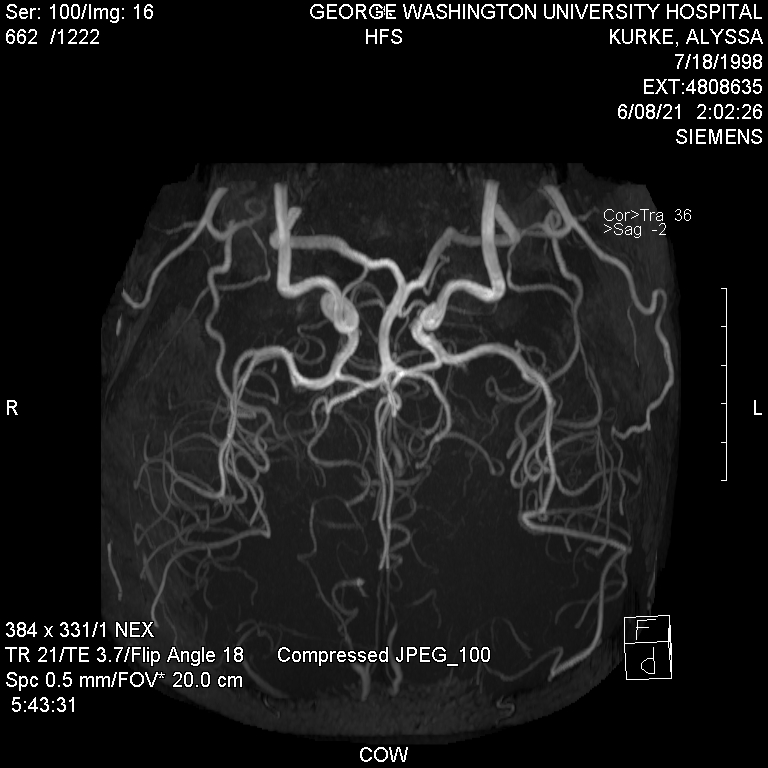 Ser: 100/Img: 16
662 /1222
HFS
GEORGE WASHINGTON UNIVERSITY HOSPITAL
KURKE, ALYSSA
7/18/1998
EXT:4808635
6/08/21 2:02:26
SIEMENS
Cor>Tra 36
>Sag -2
R
L
384 x 331/1 NEX
TR 21/TE 3.7/Flip Angle 18
Spc 0.5 mm/FOV* 20.0 cm
5:43:31
Compressed JPEG_100
F
P
COW